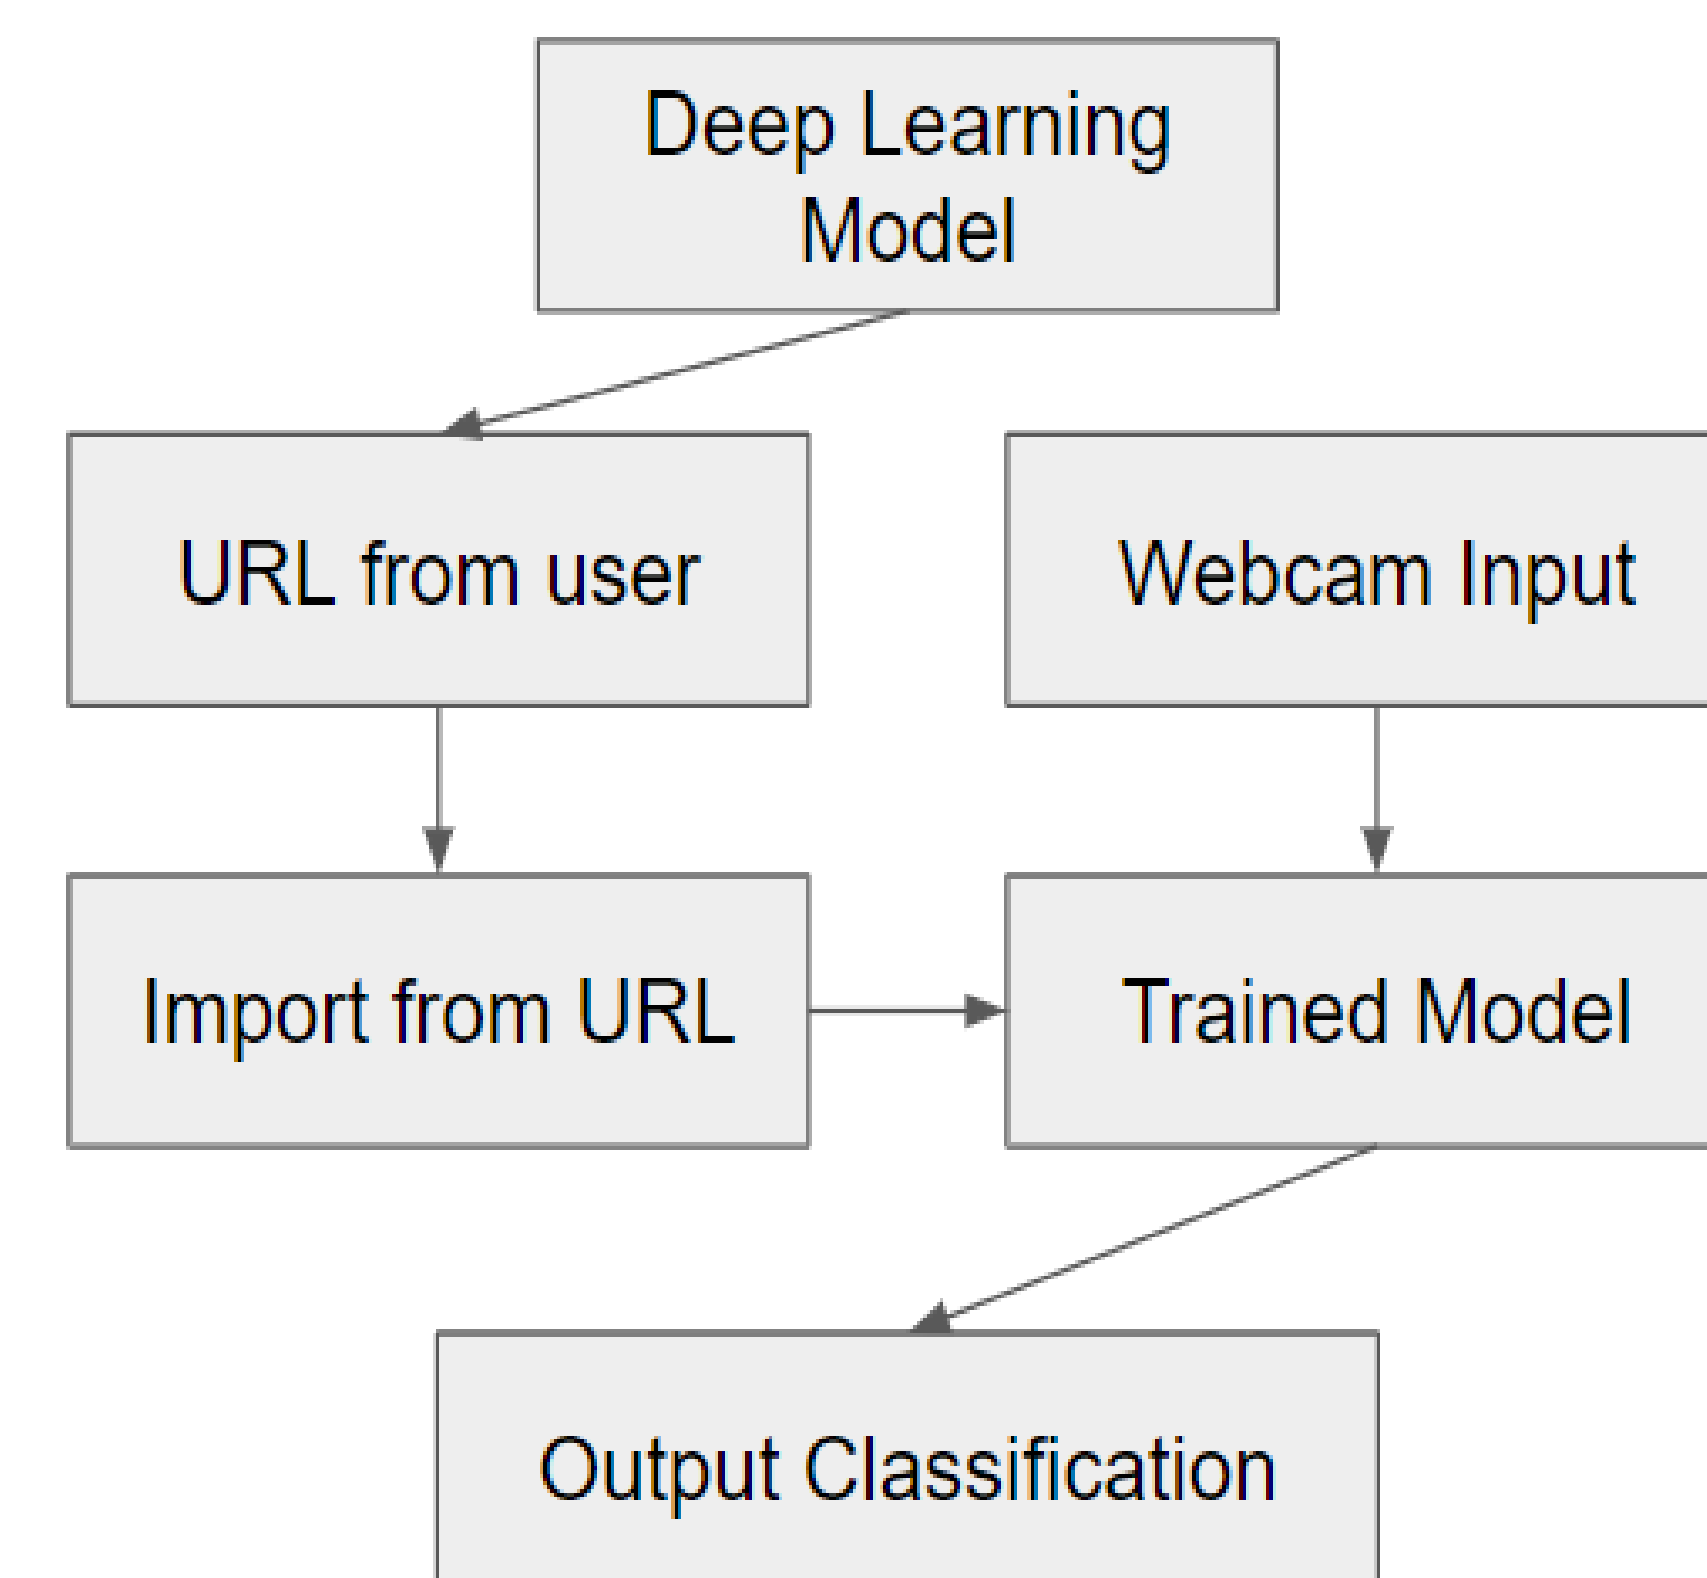 Deep Learning
Model
URL from user
Webcam Input
Import from URL
Trained Model
Output Classification